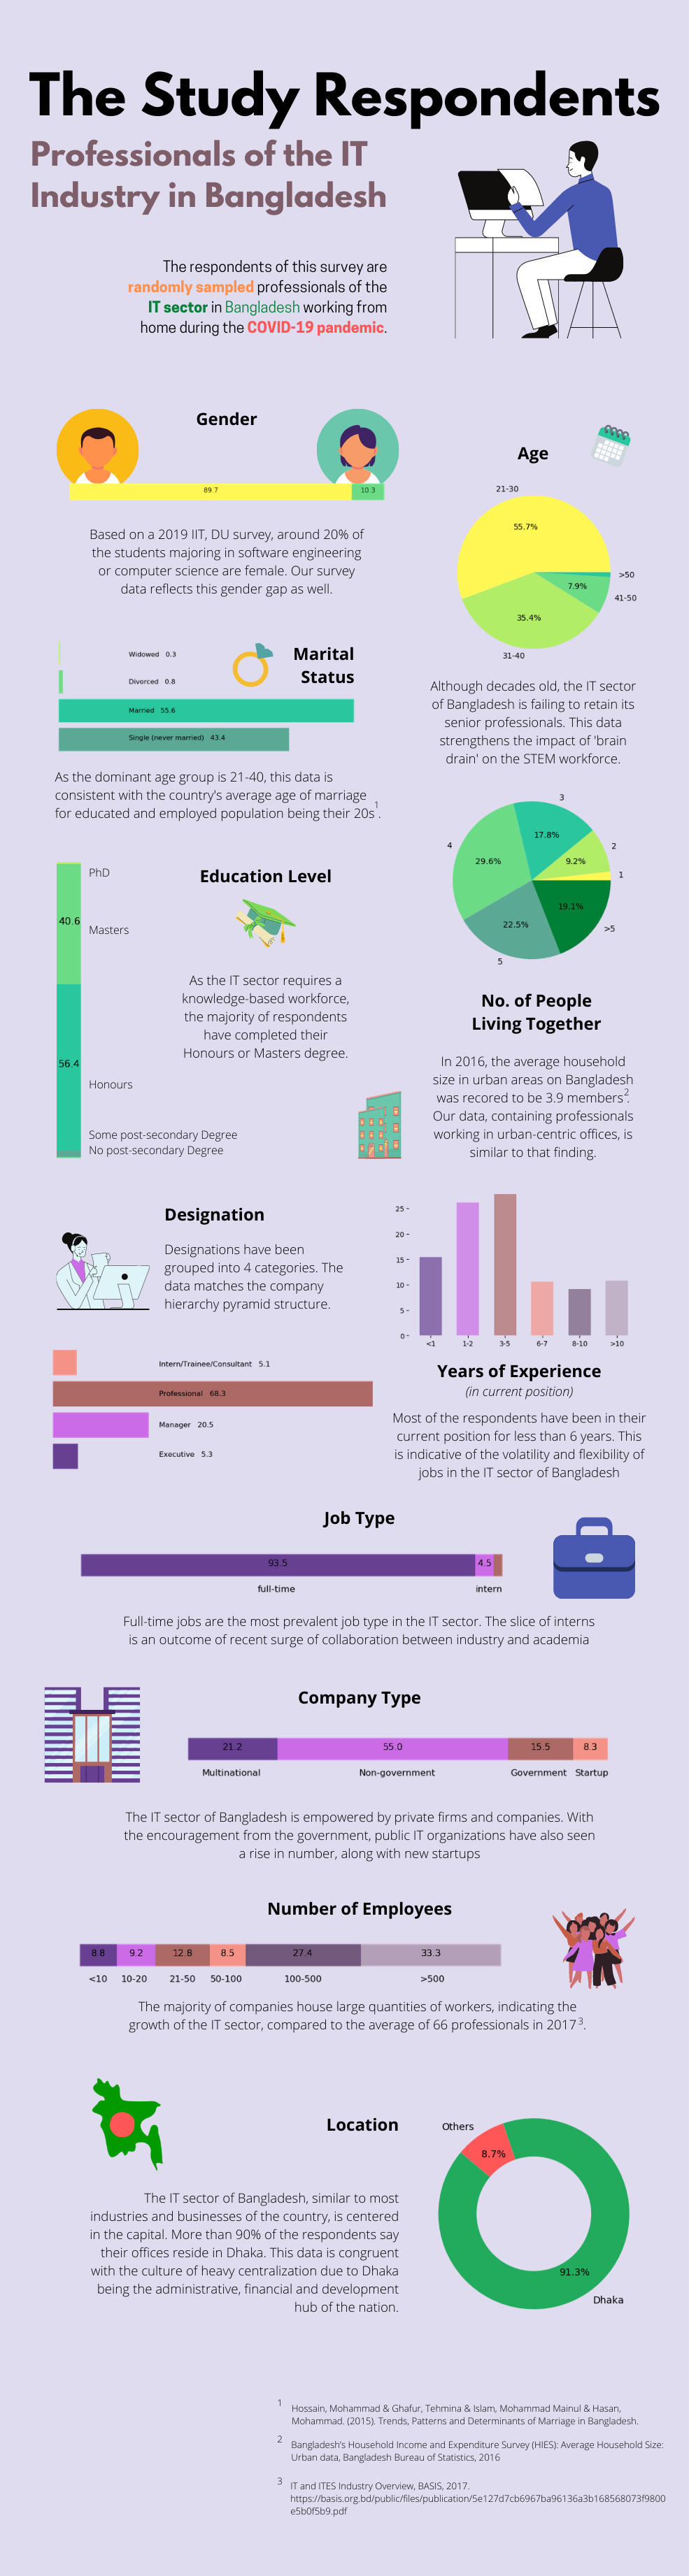 The Study Respondents
Professionals of the IT
Industry in Bangladesh
The respondents of this survey are
randomly sampled professionals of the
IT sector in Bangladesh working from
home during the COVID-19 pandemic.
Gender
89.7
10.3
Based on a 2019 IIT, DU survey, around 20% of
the students majoring in software engineering
or computer science are female. Our survey
data reflects this gender gap as well.
Age
21-30
55.7%
>50
7.9%
41-50
35.4%
31-40
Although decades old, the IT sector
of Bangladesh is failing to retain its
senior professionals. This data
strengthens the impact of 'brain
drain' on the STEM workforce.
Marital
Status
Widowed 0.3
Divorced 0.8
Married 55.6
Single (never married) 43.4
As the dominant age group is 21-40, this data is
consistent with the country's average age of marriage
for educated and employed population being their 20s1.
3
17.8%
2
4
29.6%
9.2%
1
19.1%
22.5%
>5
5
No. of People
Living Together
In 2016, the average household
size in urban areas on Bangladesh
was recored to be 3.9 members2.
Our data, containing professionals
working in urban-centric offices, is
similar to that finding.
Education Level
PhD
40.6
Masters
56.4
Honours
Some post-secondary Degree
No post-secondary Degree
As the IT sector requires a
knowledge-based workforce,
the majority of respondents
have completed their
Honours or Masters degree.
Designation
Designations have been
grouped into 4 categories. The
data matches the company
hierarchy pyramid structure.
Intern/Trainee/Consultant 5.1
Professional 68.3
Manager 20.5
Executive 5.3
25
20
15
10
5
0
<1 1-2 3-5 6-7 8-10 >10
Years of Experience
(in current position)
Most of the respondents have been in their
current position for less than 6 years. This
is indicative of the volatility and flexibility of
jobs in the IT sector of Bangladesh
Job Type
93.5 4.5
full-time intern
Full-time jobs are the most prevalent job type in the IT sector. The slice of interns
is an outcome of recent surge of collaboration between industry and academia
Company Type
21.2 55.0 15.5 8.3
Multinational Non-government Government Startup
The IT sector of Bangladesh is empowered by private firms and companies. With
the encouragement from the government, public IT organizations have also seen
a rise in number, along with new startups
Number of Employees
8.8 9.2 12.8 8.5 27.4 33.3
<10 10-20 21-50 50-100 100-500 >500
The majority of companies house large quantities of workers, indicating the
growth of the IT sector, compared to the average of 66 professionals in 2017 3.
Location
The IT sector of Bangladesh, similar to most
industries and businesses of the country, is centered
in the capital. More than 90% of the respondents say
their offices reside in Dhaka. This data is congruent
with the culture of heavy centralization due to Dhaka
being the administrative, financial and development
hub of the nation.
Others
8.7%
91.3%
Dhaka
1 Hossain, Mohammad & Ghafur, Tehmina & Islam, Mohammad Mainul & Hasan,
Mohammad. (2015). Trends, Patterns and Determinants of Marriage in Bangladesh.
2 Bangladesh's Household Income and Expenditure Survey (HIES): Average Household Size:
Urban data, Bangladesh Bureau of Statistics, 2016
3 IT and ITES Industry Overview, BASIS, 2017.
https://basis.org.bd/public/files/publication/5e127d7cb6967ba96136a3b168568073f9800
e5b0f5b9.pdf